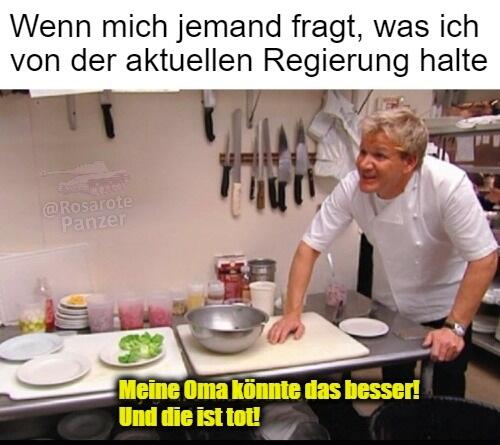 Wenn mich jemand fragt, was ich
von der aktuellen Regierung halte
@Rosarote
Panzer
Meine Oma könnte das besser!
Und die ist tot!